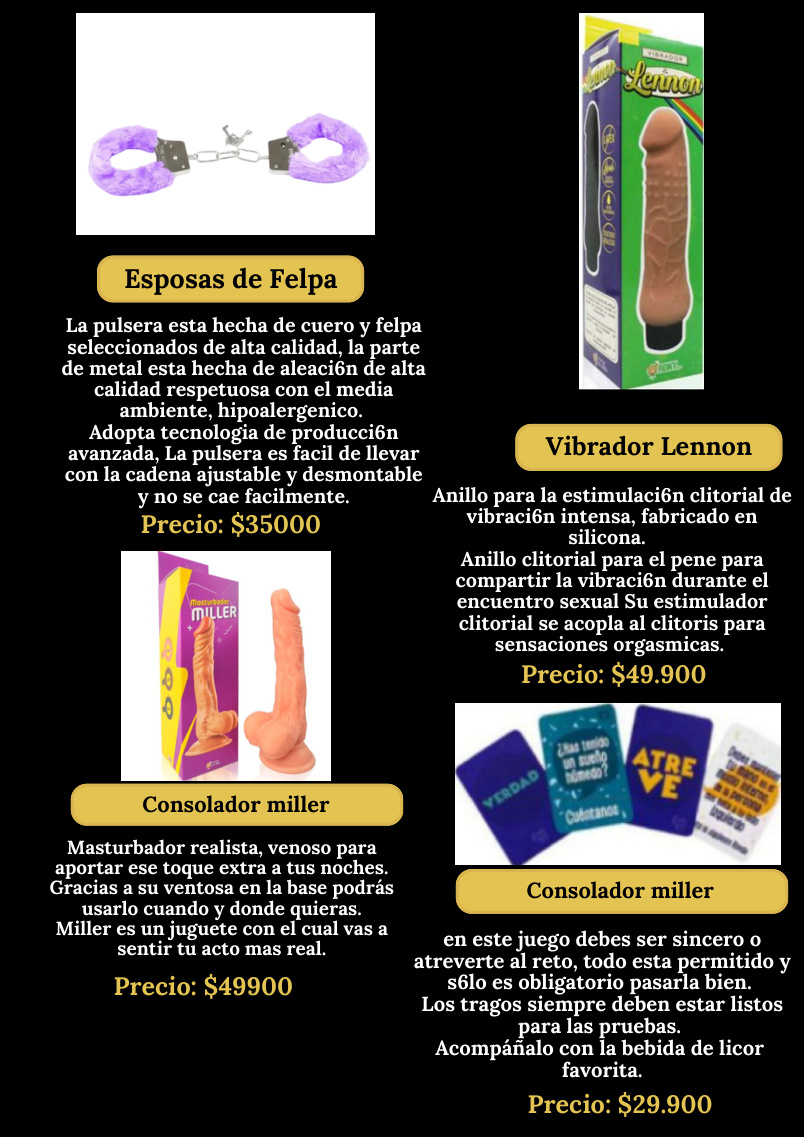 Esposas de Felpa
La pulsera esta hecha de cuero y felpa
seleccionados de alta calidad, la parte
de metal esta hecha de aleaci6n de alta
calidad respetuosa con el media
ambiente, hipoalergenico.
Adopta tecnologia de producci6n
avanzada, La pulsera es facil de llevar
con la cadena ajustable y desmontable
y no se cae facilmente.
Precio: $35000
VIBRADOR
Lennon
Lennon
Vibrador Lennon
Anillo para la estimulaci6n clitorial de
vibraci6n intensa, fabricado en
silicona.
Anillo clitorial para el pene para
compartir la vibraci6n durante el
encuentro sexual Su estimulador
clitorial se acopla al clitoris para
sensaciones orgasmicas.
Precio: $49.900
Masturbador
MILLER
Consolador miller
Masturbador realista, venoso para
aportar ese toque extra a tus noches.
Gracias a su ventosa en la base podrás
usarlo cuando y donde quieras.
Miller es un juguete con el cual vas a
sentir tu acto mas real.
Precio: $49900
VERDAD
¿Has tenido
un sueño
húmedo?
Cuéntanos
ATRE
VE
Izquierdo
Consolador miller
en este juego debes ser sincero o
atreverte al reto, todo esta permitido y
s6lo es obligatorio pasarla bien.
Los tragos siempre deben estar listos
para las pruebas.
Acompáñalo con la bebida de licor
favorita.
Precio: $29.900